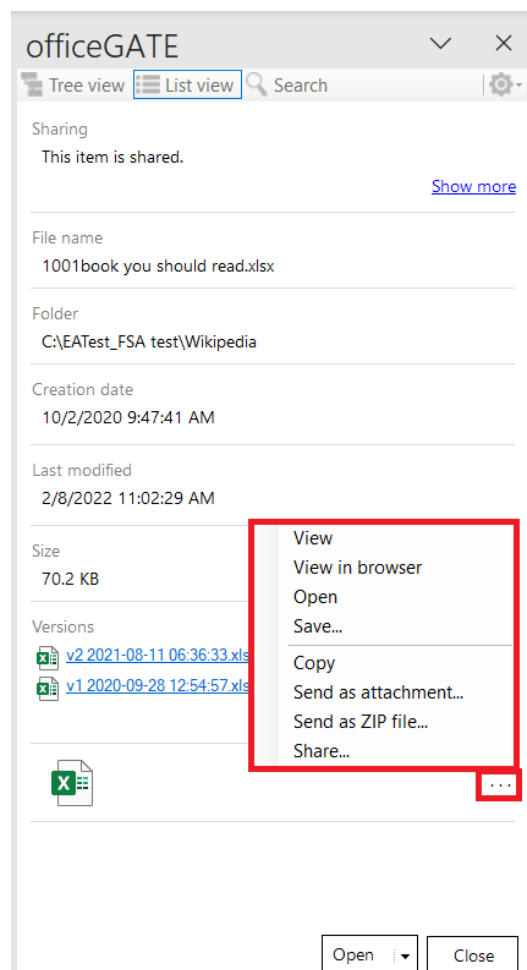 officeGATE
Tree view List view Search
Sharing
This item is shared.
Show more
File name
1001book you should read.xlsx
Folder
C:\EATest_FSA test\Wikipedia
Creation date
10/2/2020 9:47:41 AM
Last modified
2/8/2022 11:02:29 AM
Size
70.2 KB
Versions
v2 2021-08-11 06:36:33.xls
v1 2020-09-28 12:54:57.xls
View
View in browser
Open
Save...
Copy
Send as attachment...
Send as ZIP file...
Share...
...
Open Close